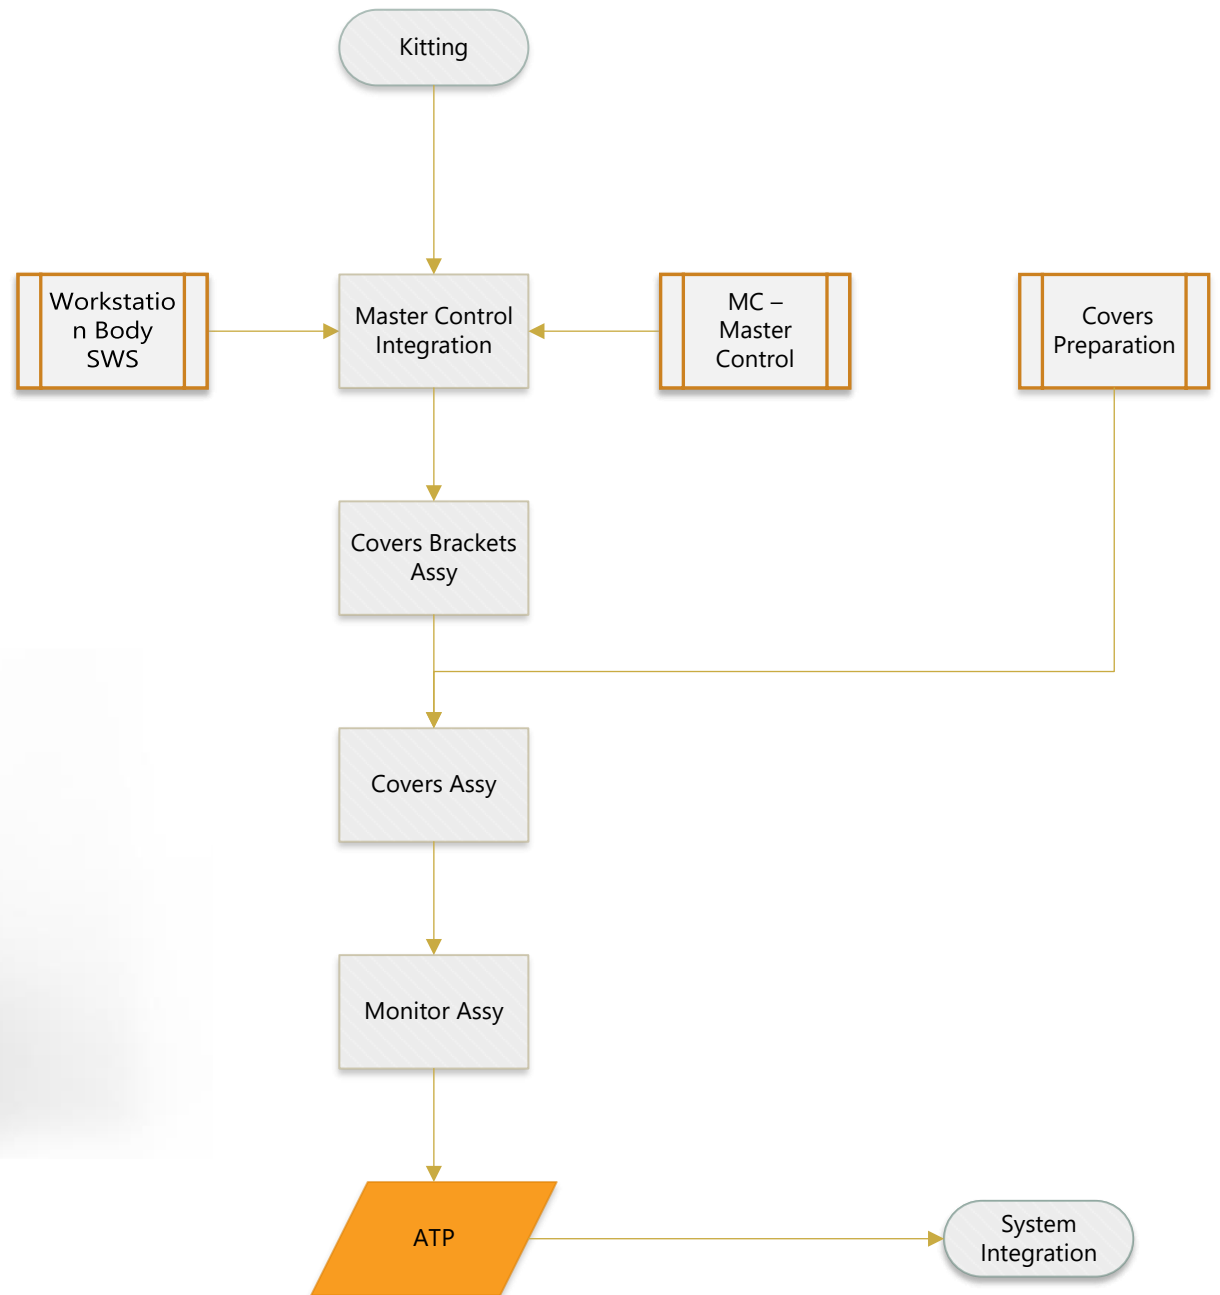 Kitting
Workstatio
n Body
SWS
Master Control
Integration
MC –
Master
Control
Covers
Preparation
Covers Brackets
Assy
Covers Assy
Monitor Assy
ATP
System
Integration